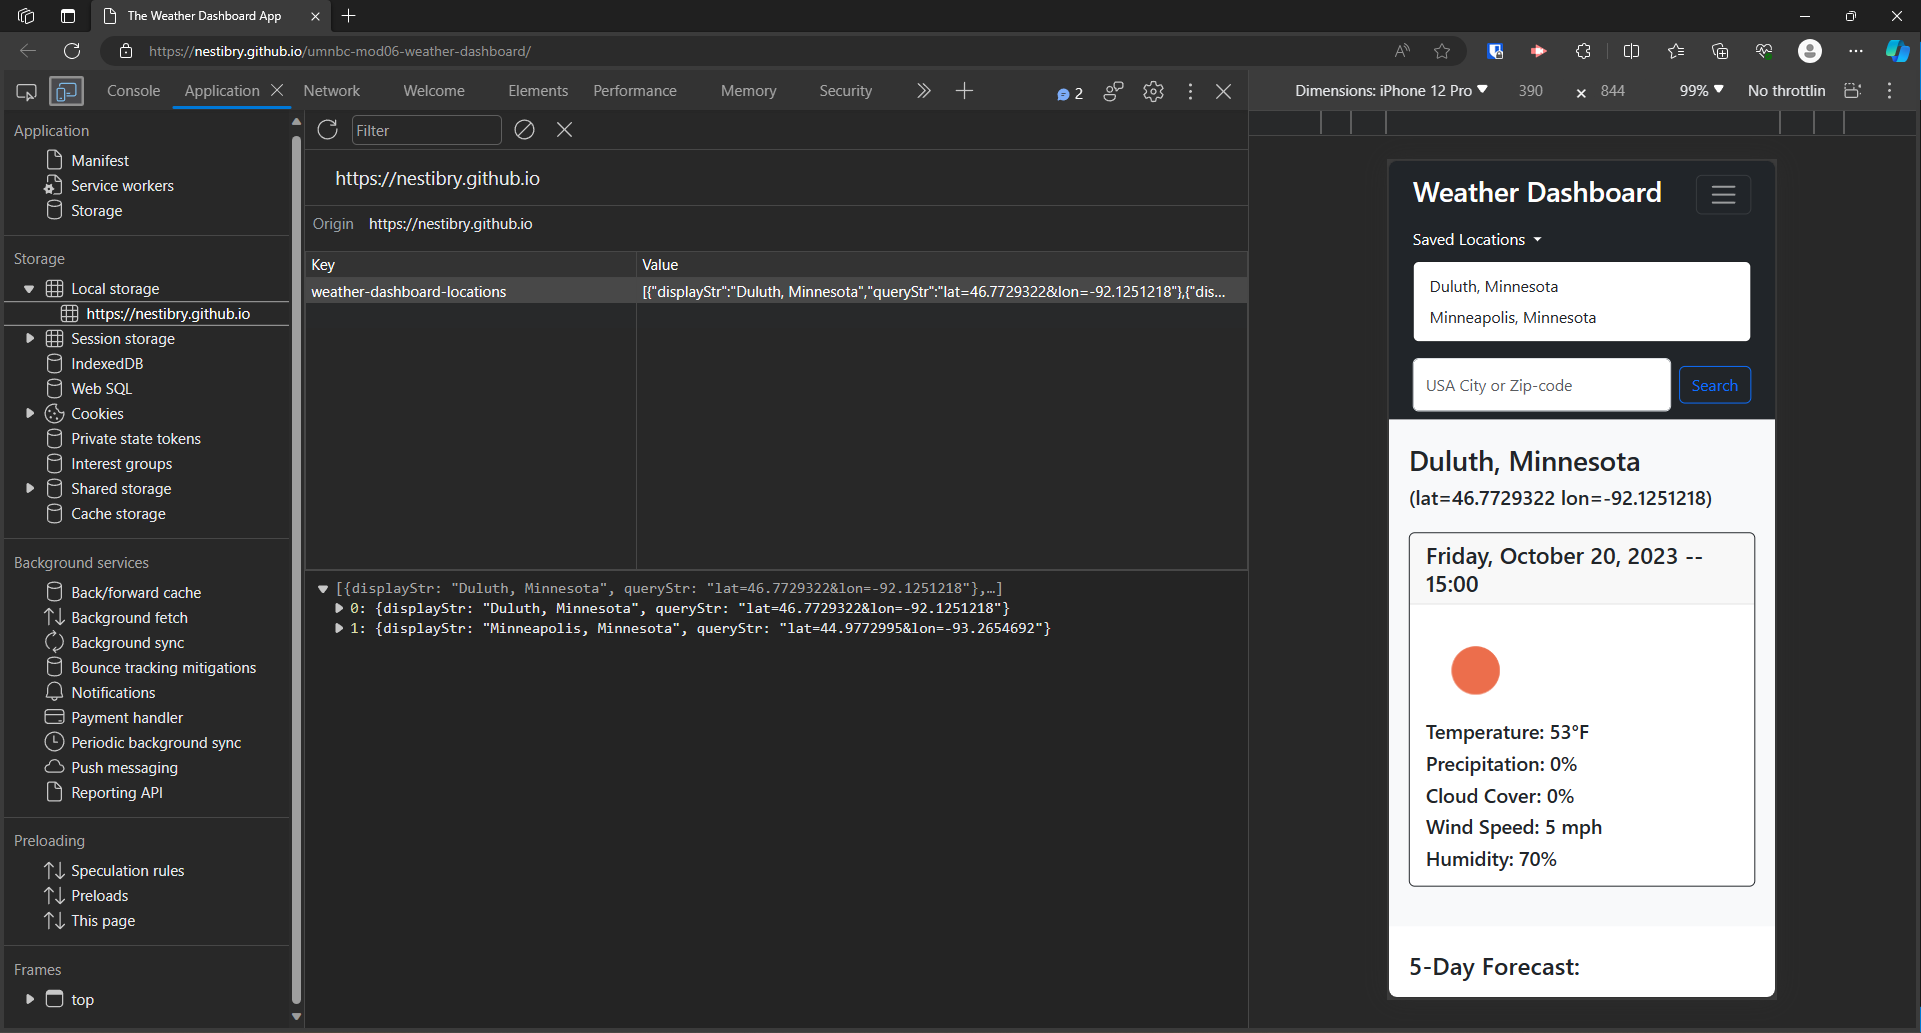 The Weather Dashboard App
https://nestibry.github.io/umnbc-mod06-weather-dashboard/
Console
Application
Network
Welcome
Elements
Performance
Memory
Security
2
Dimensions: iPhone 12 Pro
390
×
844
99%
No throttlin
Application
Manifest
Service workers
Storage
Storage
Local storage
https://nestibry.github.io
Session storage
IndexedDB
Web SQL
Cookies
Private state tokens
Interest groups
Shared storage
Cache storage
Background services
Back/forward cache
Background fetch
Background sync
Bounce tracking mitigations
Notifications
Payment handler
Periodic background sync
Push messaging
Reporting API
Preloading
Speculation rules
Preloads
This page
Frames
top
Filter
https://nestibry.github.io
Origin https://nestibry.github.io
Key Value
weather-dashboard-locations [{"displayStr":"Duluth, Minnesota","queryStr":"lat=46.7729322&lon=-92.1251218"},{"dis...
[{displayStr: "Duluth, Minnesota", queryStr: "lat=46.7729322&lon=-92.1251218"},…]
0: {displayStr: "Duluth, Minnesota", queryStr: "lat=46.7729322&lon=-92.1251218"}
1: {displayStr: "Minneapolis, Minnesota", queryStr: "lat=44.9772995&lon=-93.2654692"}
Weather Dashboard
Saved Locations
Duluth, Minnesota
Minneapolis, Minnesota
USA City or Zip-code
Search
Duluth, Minnesota
(lat=46.7729322 lon=-92.1251218)
Friday, October 20, 2023 --
15:00
Temperature: 53°F
Precipitation: 0%
Cloud Cover: 0%
Wind Speed: 5 mph
Humidity: 70%
5-Day Forecast: